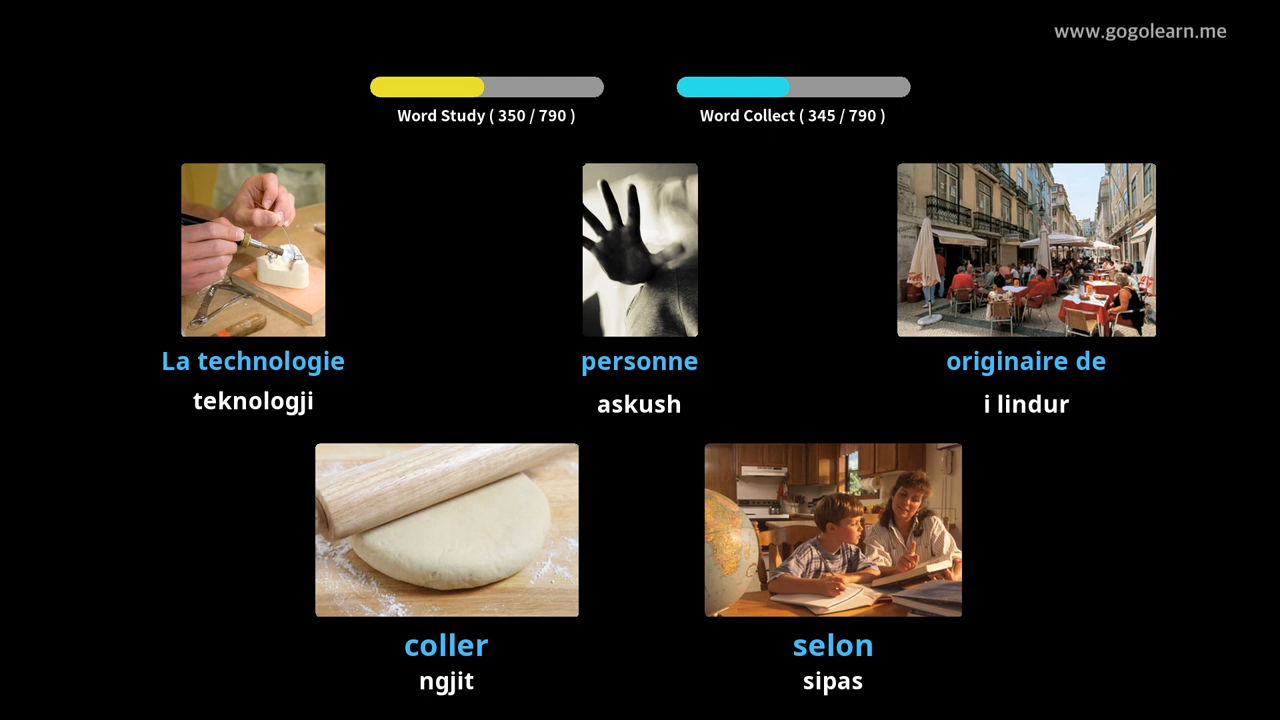 www.gogolearn.me
Word Study ( 350 / 790 )
Word Collect ( 345 / 790 )
La technologie
teknologji
personne
askush
originaire de
i lindur
coller
ngjit
selon
sipas